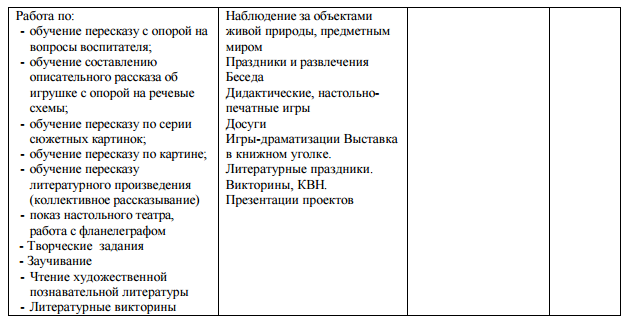 Работа по:
- обучение пересказу с опорой на
вопросы воспитателя;
- обучение составлению
описательного рассказа об
игрушке с опорой на речевые
схемы;
- обучение пересказу по серии
сюжетных картинок;
- обучение пересказу по картине;
- обучение пересказу
литературного произведения
(коллективное рассказывание)
- показ настольного театра,
работа с фланелеграфом
- Творческие задания
- Заучивание
- Чтение художественной
познавательной литературы
- Литературные викторины
Наблюдение за объектами
живой природы, предметным
миром
Праздники и развлечения
Беседа
Дидактические, настольно-
печатные игры
Досуги
Игры-драматизации Выставка
в книжном уголке.
Литературные праздники.
Викторины, КВН.
Презентации проектов